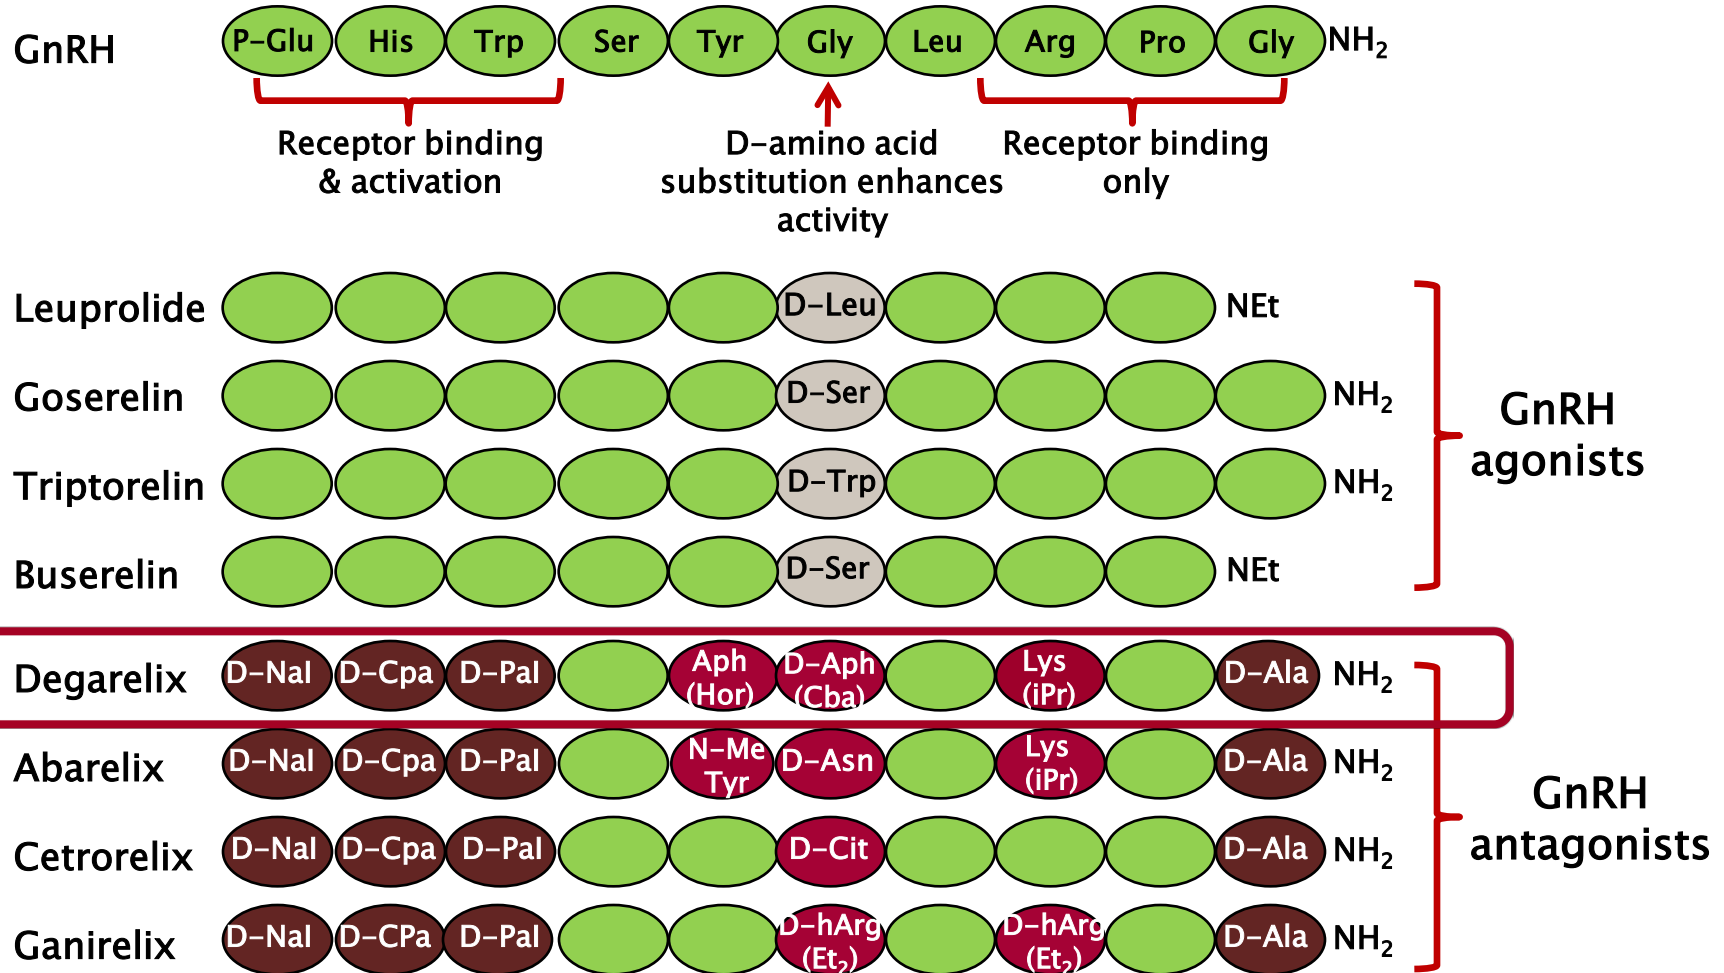 GnRH P-Glu His Trp Ser Tyr Gly Leu Arg Pro Gly NH2
Receptor binding
& activation
D-amino acid
substitution enhances
activity
Receptor binding
only
Leuprolide D-Leu NEt
Goserelin D-Ser NH2
Triptorelin D-Trp NH2
Buserelin D-Ser NEt
GnRH
agonists
Degarelix D-Nal D-Cpa D-Pal Aph (Hor) D-Aph (Cba) Lys (iPr) D-Ala NH2
Abarelix D-Nal D-Cpa D-Pal N-Me Tyr D-Asn Lys (iPr) D-Ala NH2
Cetrorelix D-Nal D-Cpa D-Pal D-Cit D-Ala NH2
Ganirelix D-Nal D-CPa D-Pal D-hArg (Et2) D-hArg (Et2) D-Ala NH2
GnRH
antagonists